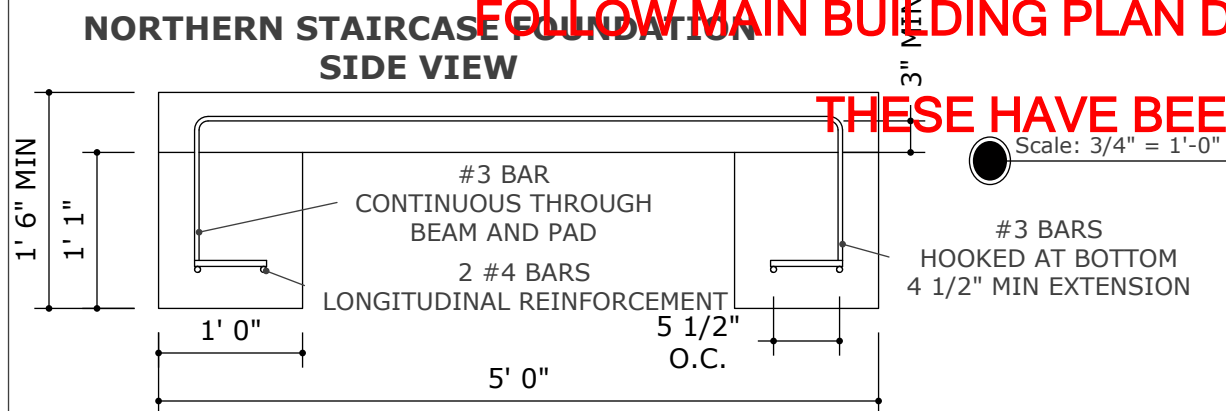 FOLLOW MAIN BUILDING PLAN D
NORTHERN STAIRCASE FOUNDATION
SIDE VIEW
3" MIN
THESE HAVE BEE
Scale: 3/4" = 1'-0"
1' 6" MIN
1' 1"
#3 BAR
CONTINUOUS THROUGH
BEAM AND PAD
2 #4 BARS
LONGITUDINAL REINFORCEMENT
#3 BARS
HOOKED AT BOTTOM
4 1/2" MIN EXTENSION
1' 0"
5 1/2"
O.C.
5' 0"